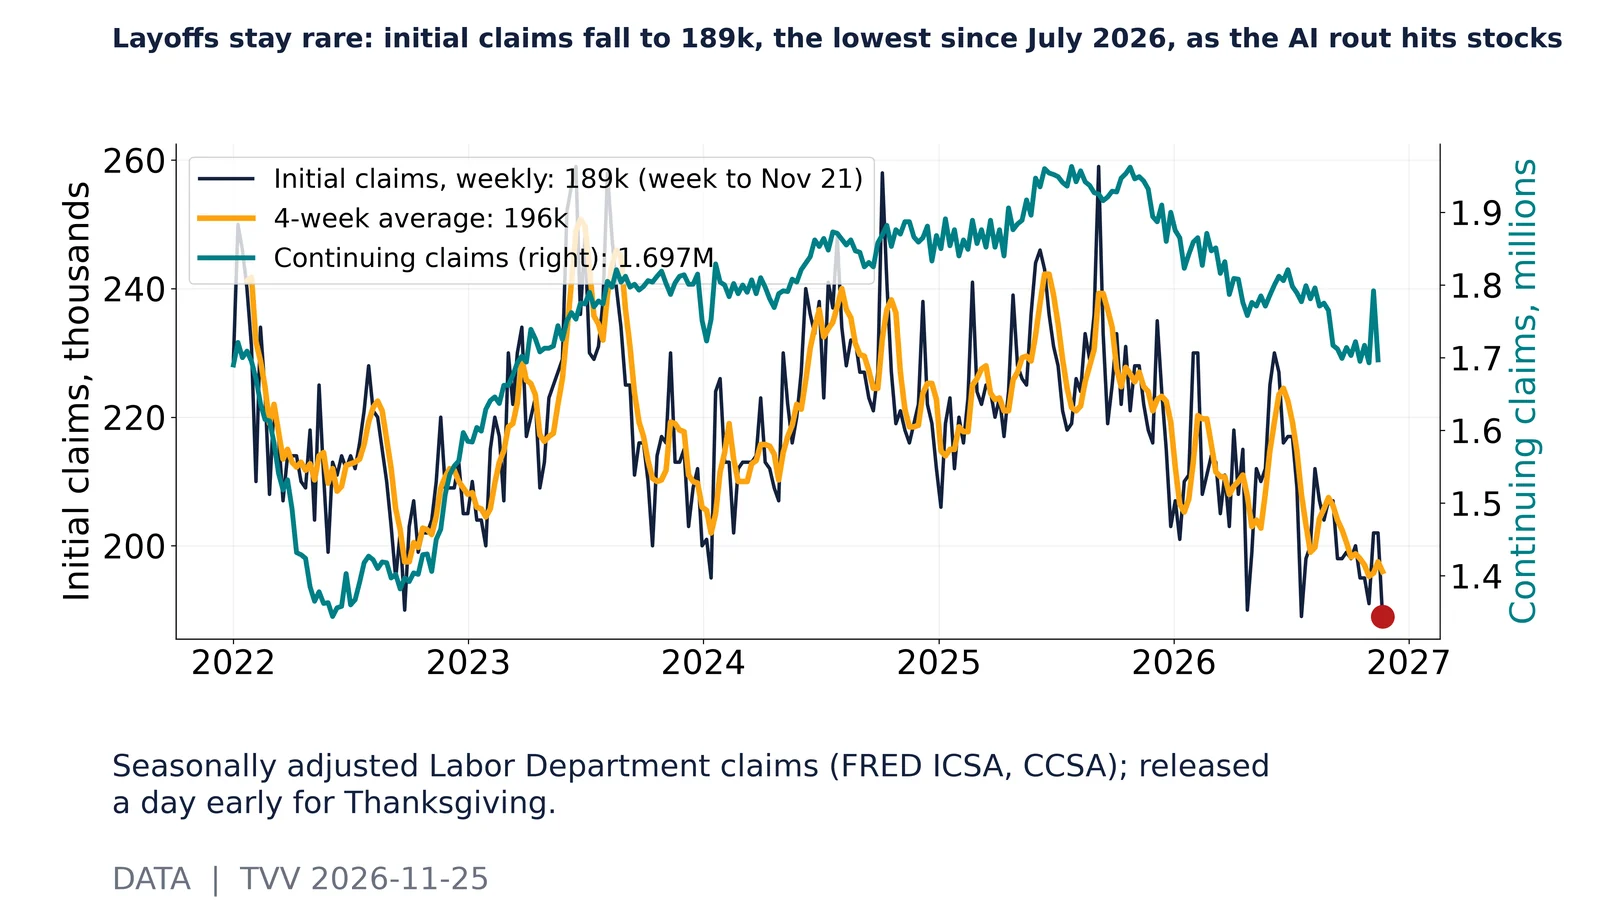 Layoffs stay rare: initial claims fall to 189k, the lowest since July 2026, as the AI rout hits stocks
Initial claims, weekly: 189k (week to Nov 21)
4-week average: 196k
Continuing claims (right): 1.697M
Initial claims, thousands
260
240
220
200
1.9
1.8
1.7
1.6
1.5
1.4
Continuing claims, millions
2022 2023 2024 2025 2026 2027
Seasonally adjusted Labor Department claims (FRED ICSA, CCSA); released
a day early for Thanksgiving.
DATA | TVV 2026-11-25